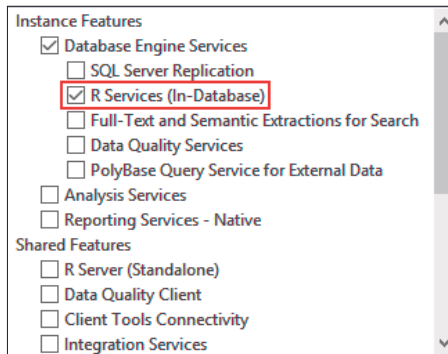 Instance Features
Database Engine Services
SQL Server Replication
R Services (In-Database)
Full-Text and Semantic Extractions for Search
Data Quality Services
PolyBase Query Service for External Data
Analysis Services
Reporting Services - Native
Shared Features
R Server (Standalone)
Data Quality Client
Client Tools Connectivity
Integration Services